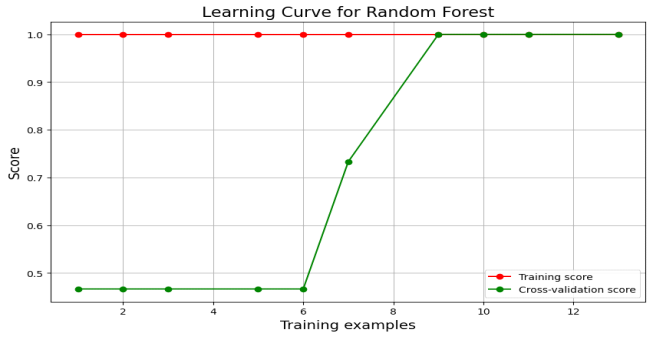 Learning Curve for Random Forest
1.0
0.9
0.8
0.7
0.6
0.5
Score
2 4 6 8 10 12
Training examples
Training score
Cross-validation score